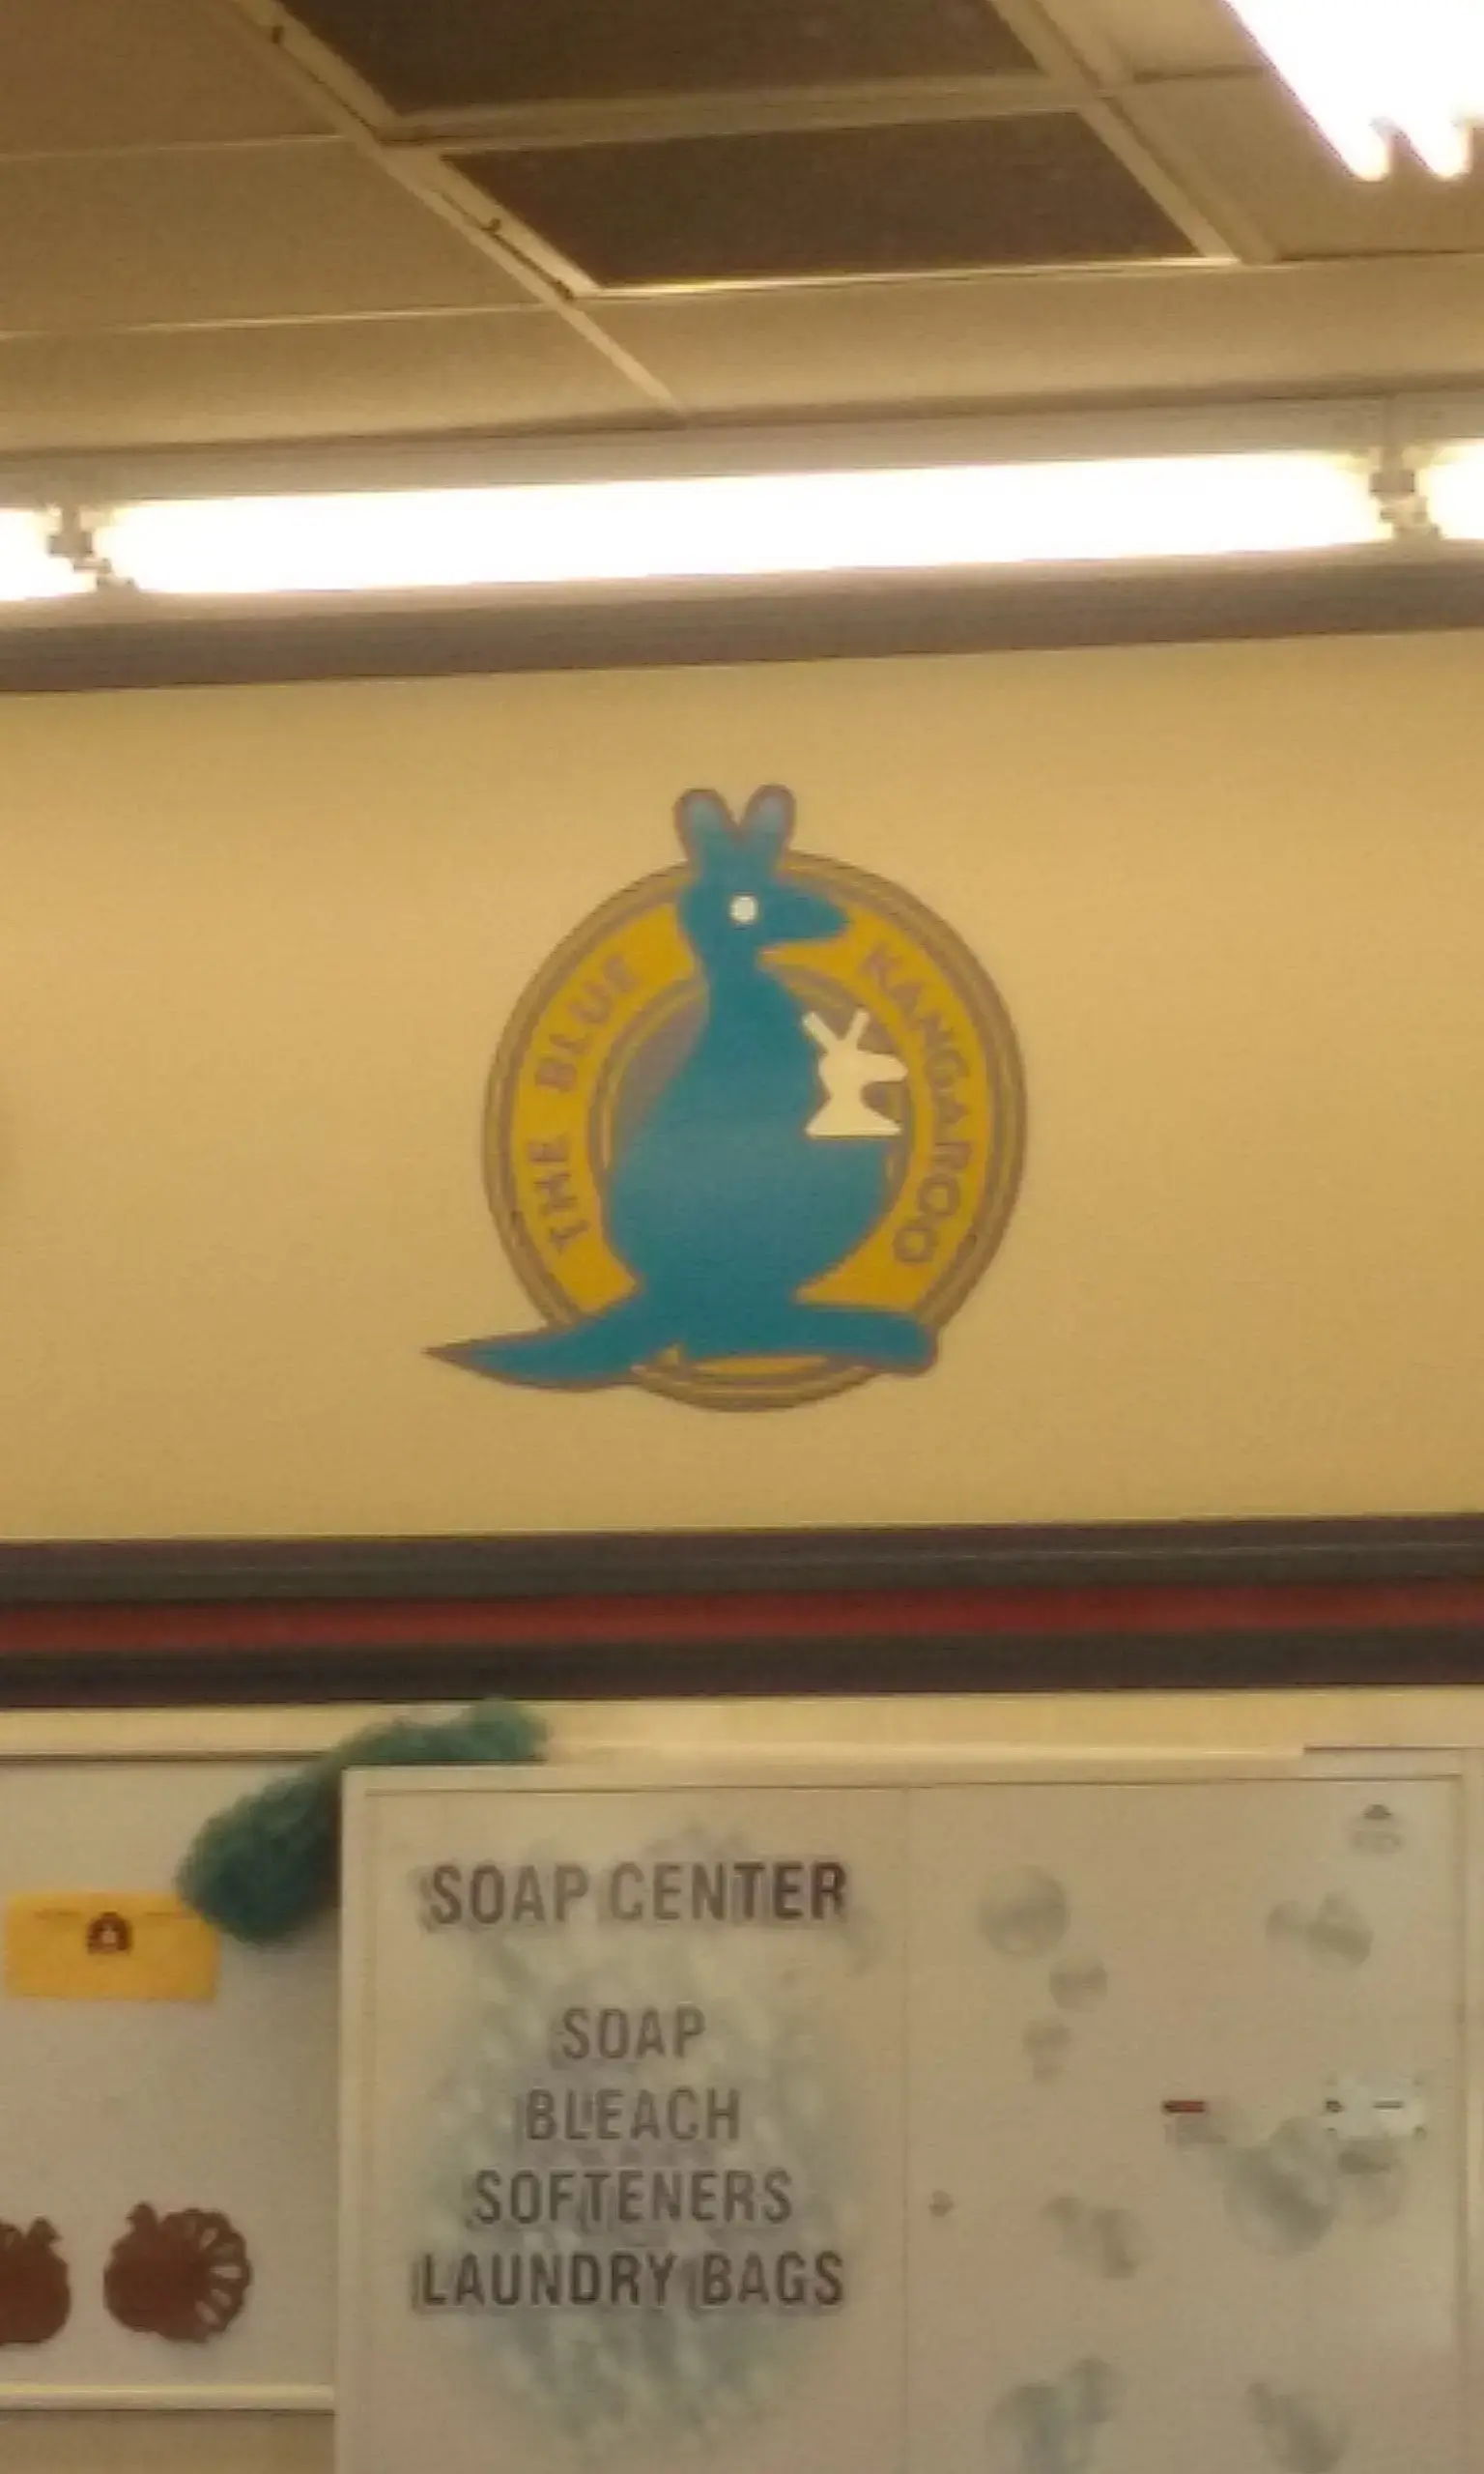 THE BLUE KANGAROO
SOAP CENTER
SOAP
BLEACH
SOFTENERS
LAUNDRY BAGS